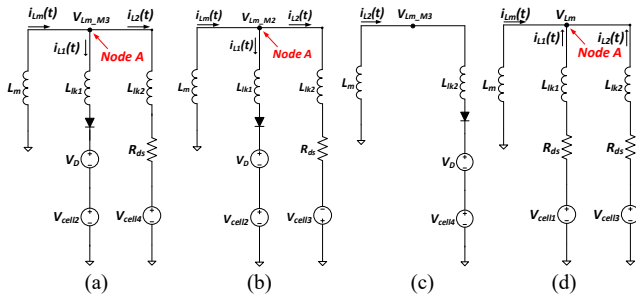 iLm(t) VLm_M3 iL2(t)
iL1(t) Node A
Lm Llk1 Llk2
VD Rds
Vcell2 Vcell4
(a)
iLm(t) VLm_M2 iL2(t)
iL1(t) Node A
Lm Llk1 Llk2
VD Rds
Vcell2 Vcell3
(b)
iLm(t) VLm_M3
Llk2
Lm
VD
Vcell4
(c)
iLm(t) VLm
iL1(t) iL2(t)
Node A
Lm Llk1 Llk2
Rds Rds
Vcell1 Vcell3
(d)